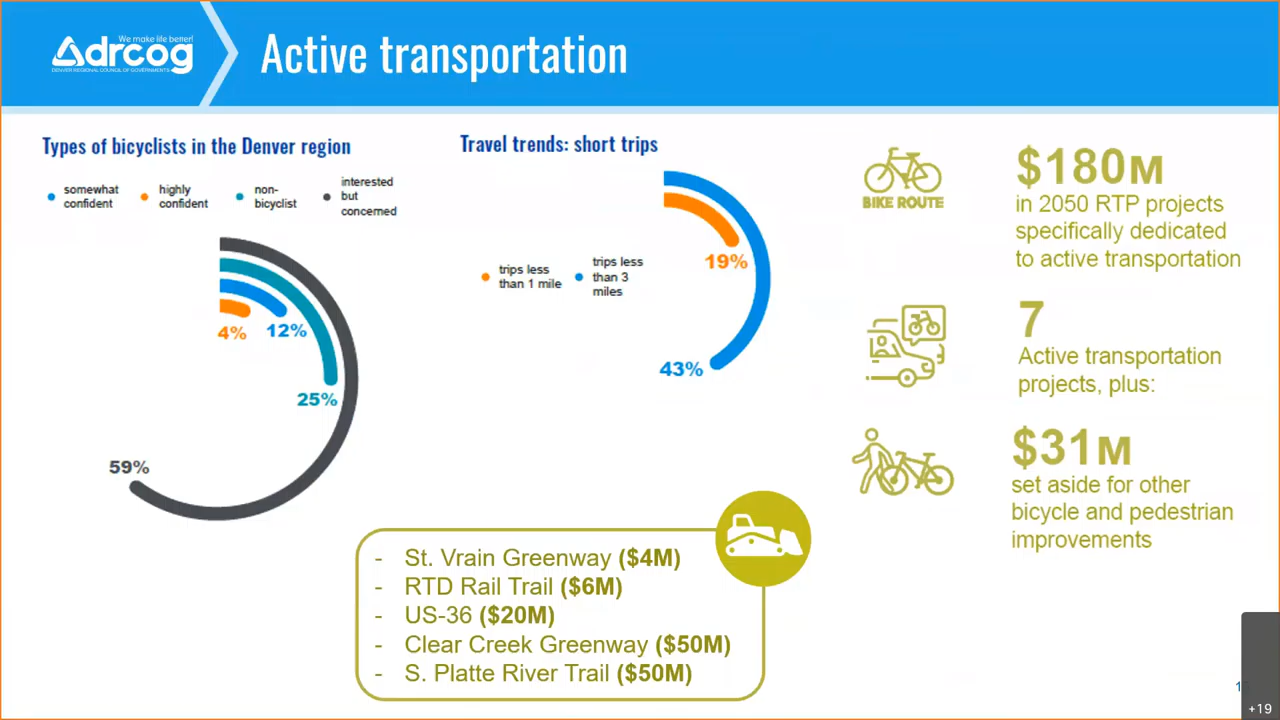 We make life better!
drcog
DENVER REGIONAL COUNCIL OF GOVERNMENTS
Active transportation
Types of bicyclists in the Denver region
somewhat
confident
highly
confident
non-
bicyclist
interested
but
concerned
4%
12%
25%
59%
Travel trends: short trips
trips less
than 1 mile
trips less
than 3
miles
19%
43%
BIKE ROUTE
$180M
in 2050 RTP projects
specifically dedicated
to active transportation
7
Active transportation
projects, plus:
$31M
set aside for other
bicycle and pedestrian
improvements
- St. Vrain Greenway ($4M)
- RTD Rail Trail ($6M)
- US-36 ($20M)
- Clear Creek Greenway ($50M)
- S. Platte River Trail ($50M)
+19